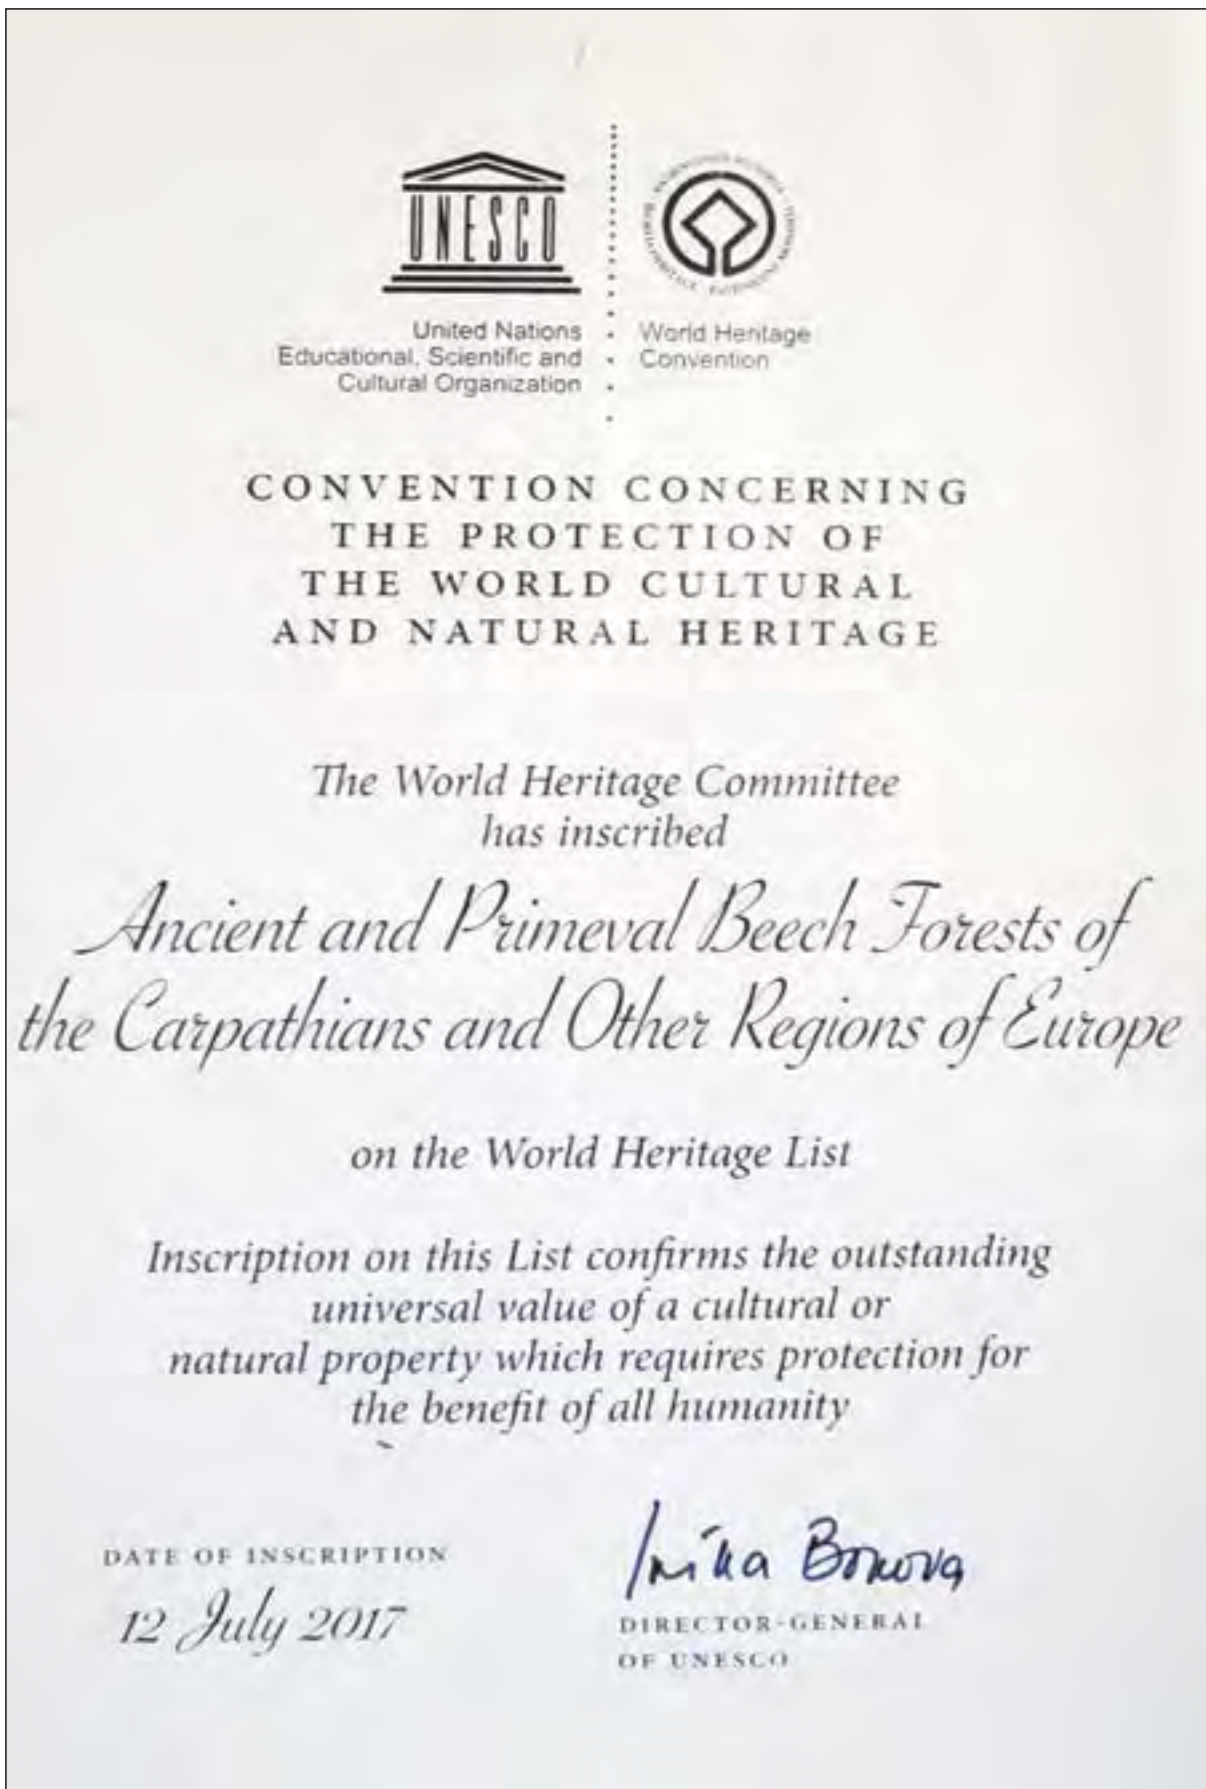 UNESCO
United Nations
Educational, Scientific and
Cultural Organization
World Heritage
Convention
CONVENTION CONCERNING
THE PROTECTION OF
THE WORLD CULTURAL
AND NATURAL HERITAGE
The World Heritage Committee
has inscribed
Ancient and Primeval Beech Forests of
the Carpathians and Other Regions of Europe
on the World Heritage List
Inscription on this List confirms the outstanding
universal value of a cultural or
natural property which requires protection for
the benefit of all humanity
DATE OF INSCRIPTION
12 July 2017
Irina Bokova
DIRECTOR-GENERAL
OF UNESCO